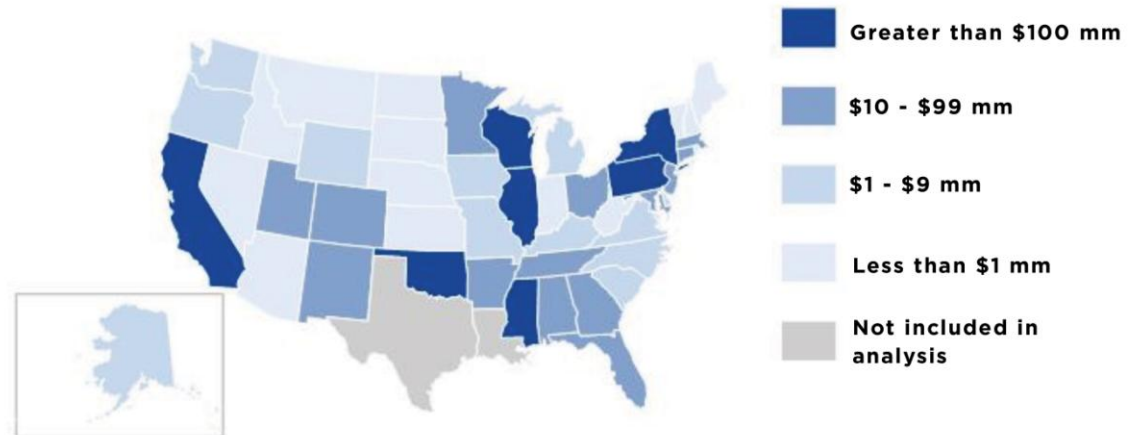 Greater than $100 mm
$10 - $99 mm
$1 - $9 mm
Less than $1 mm
Not included in
analysis